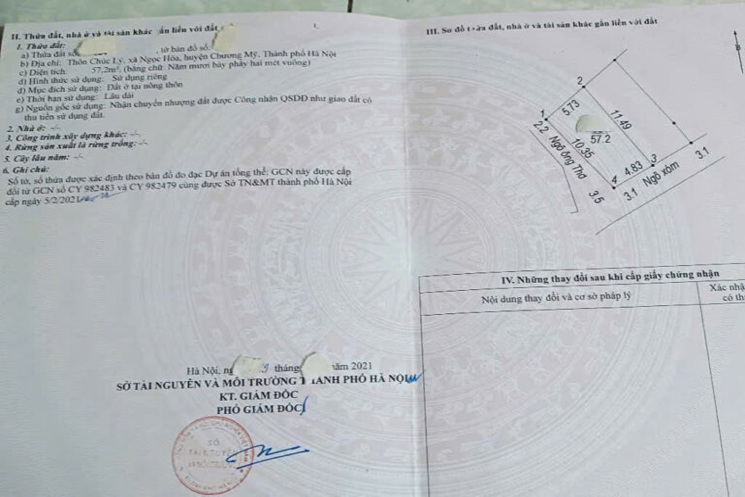 II. Thửa đất, nhà ở và tài sản khác gắn liền với đất
1. Thửa đất:
a) Thửa đất số: , tờ bản đồ số:
b) Địa chỉ: Thôn Chúc Lý, xã Ngọc Hòa, huyện Chương Mỹ, Thành phố Hà Nội
c) Diện tích: 57,2m², (bằng chữ: Năm mươi bảy phẩy hai mét vuông)
d) Hình thức sử dụng: Sử dụng riêng
đ) Mục đích sử dụng: Đất ở tại nông thôn
e) Thời hạn sử dụng: Lâu dài
g) Nguồn gốc sử dụng: Nhận chuyển nhượng đất được Công nhận QSDĐ như giao đất có
thu tiền sử dụng đất.
2. Nhà ở: -/-
3. Công trình xây dựng khác: -/-
4. Rừng sản xuất là rừng trồng: -/-
5. Cây lâu năm: -/-
6. Ghi chú:
Số tờ, số thửa được xác định theo bản đồ đo đạc Dự án tổng thể; GCN này được cấp
đổi từ GCN số CY 982483 và CY 982479 cùng được Sở TN&MT thành phố Hà Nội
cấp ngày 5/2/2021
Hà Nội, ng 9 tháng năm 2021
SỞ TÀI NGUYÊN VÀ MÔI TRƯỜNG THÀNH PHỐ HÀ NỘI
KT. GIÁM ĐỐC
PHÓ GIÁM ĐỐC
SỞ
III. Sơ đồ thửa đất, nhà ở và tài sản khác gắn liền với đất
2
1
5.73
11.49
57.2
2.2
Ngõ ông Thơ
10.35
3
4.83
4
3.5
3.1
Ngõ xóm
3.1
IV. Những thay đổi sau khi cấp giấy chứng nhận
Nội dung thay đổi và cơ sở pháp lý
Xác nhậ
có th